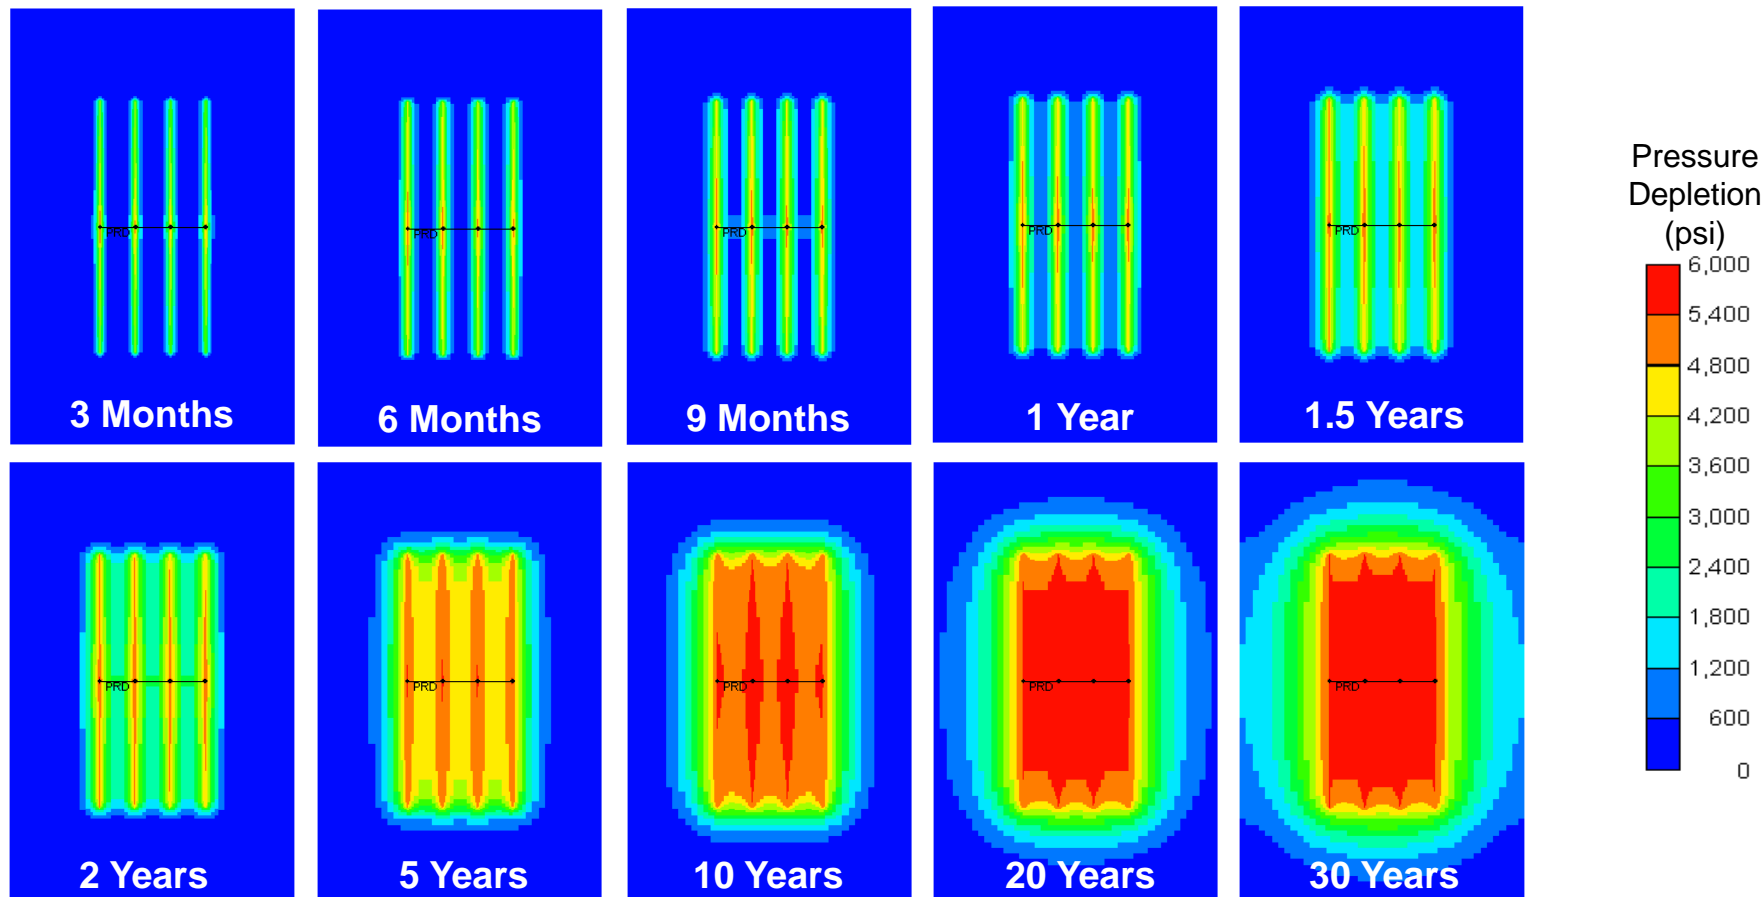 PRD
3 Months
PRD
6 Months
PRD
9 Months
PRD
1 Year
PRD
1.5 Years
PRD
2 Years
PRD
5 Years
PRD
10 Years
PRD
20 Years
PRD
30 Years
Pressure
Depletion
(psi)
6,000
5,400
4,800
4,200
3,600
3,000
2,400
1,800
1,200
600
0